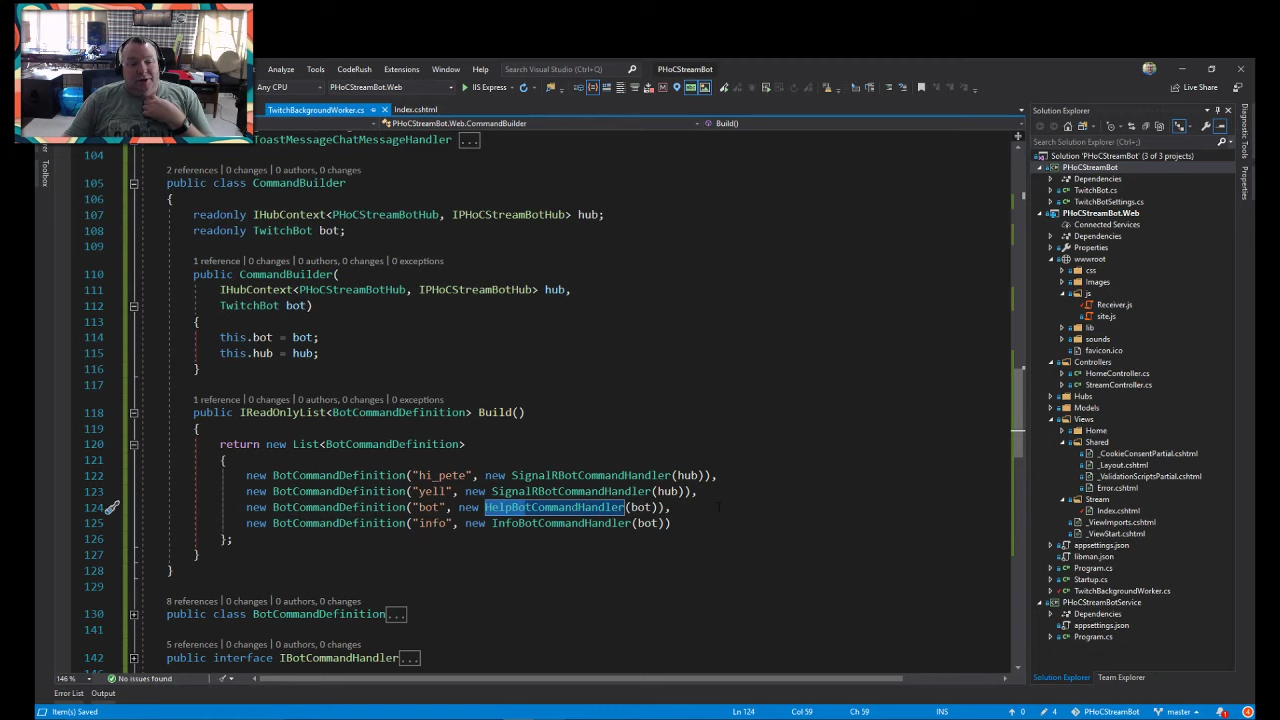 Analyze Tools CodeRush Extensions Window Help Search Visual Studio PHoCStreamBot
Any CPU PHoCStreamBot.Web IIS Express Live Share
TwitchBackgroundWorker.cs Index.cshtml
PHoCStreamBot.Web.CommandBuilder Build()
ToastMessageChatMessageHandler ...
104
2 references | 0 changes | 0 authors, 0 changes
105 public class CommandBuilder
106 {
107 readonly IHubContext<PHoCStreamBotHub, IPHoCStreamBotHub> hub;
108 readonly TwitchBot bot;
109
1 reference | 0 changes | 0 authors, 0 changes | 0 exceptions
110 public CommandBuilder(
111 IHubContext<PHoCStreamBotHub, IPHoCStreamBotHub> hub,
112 TwitchBot bot)
113 {
114 this.bot = bot;
115 this.hub = hub;
116 }
117
1 reference | 0 changes | 0 authors, 0 changes | 0 exceptions
118 public IReadOnlyList<BotCommandDefinition> Build()
119 {
120 return new List<BotCommandDefinition>
121 {
122 new BotCommandDefinition("hi_pete", new SignalRBotCommandHandler(hub)),
123 new BotCommandDefinition("yell", new SignalRBotCommandHandler(hub)),
124 new BotCommandDefinition("bot", new HelpBotCommandHandler(bot)),
125 new BotCommandDefinition("info", new InfoBotCommandHandler(bot))
126 };
127 }
128 }
129
8 references | 0 changes | 0 authors, 0 changes
130 public class BotCommandDefinition...
141
5 references | 0 changes | 0 authors, 0 changes
142 public interface IBotCommandHandler...
146 % No issues found
Error List Output
Item(s) Saved Ln 124 Col 59 Ch 59 INS 0 4 PHoCStreamBot master 4
Toolbox
Solution Explorer
Search Solution Explorer (Ctrl+;)
Solution 'PHoCStreamBot' (3 of 3 projects)
PHoCStreamBot
Dependencies
TwitchBot.cs
TwitchBotSettings.cs
PHoCStreamBot.Web
Connected Services
Dependencies
Properties
wwwroot
css
Images
js
Receiver.js
site.js
lib
sounds
favicon.ico
Controllers
HomeController.cs
StreamController.cs
Hubs
Models
Views
Home
Shared
_CookieConsentPartial.cshtml
_Layout.cshtml
_ValidationScriptsPartial.cshtml
Error.cshtml
Stream
Index.cshtml
_ViewImports.cshtml
_ViewStart.cshtml
appsettings.json
libman.json
Program.cs
Startup.cs
TwitchBackgroundWorker.cs
PHoCStreamBotService
Dependencies
appsettings.json
Program.cs
Solution Explorer Team Explorer
Diagnostic Tools
Properties